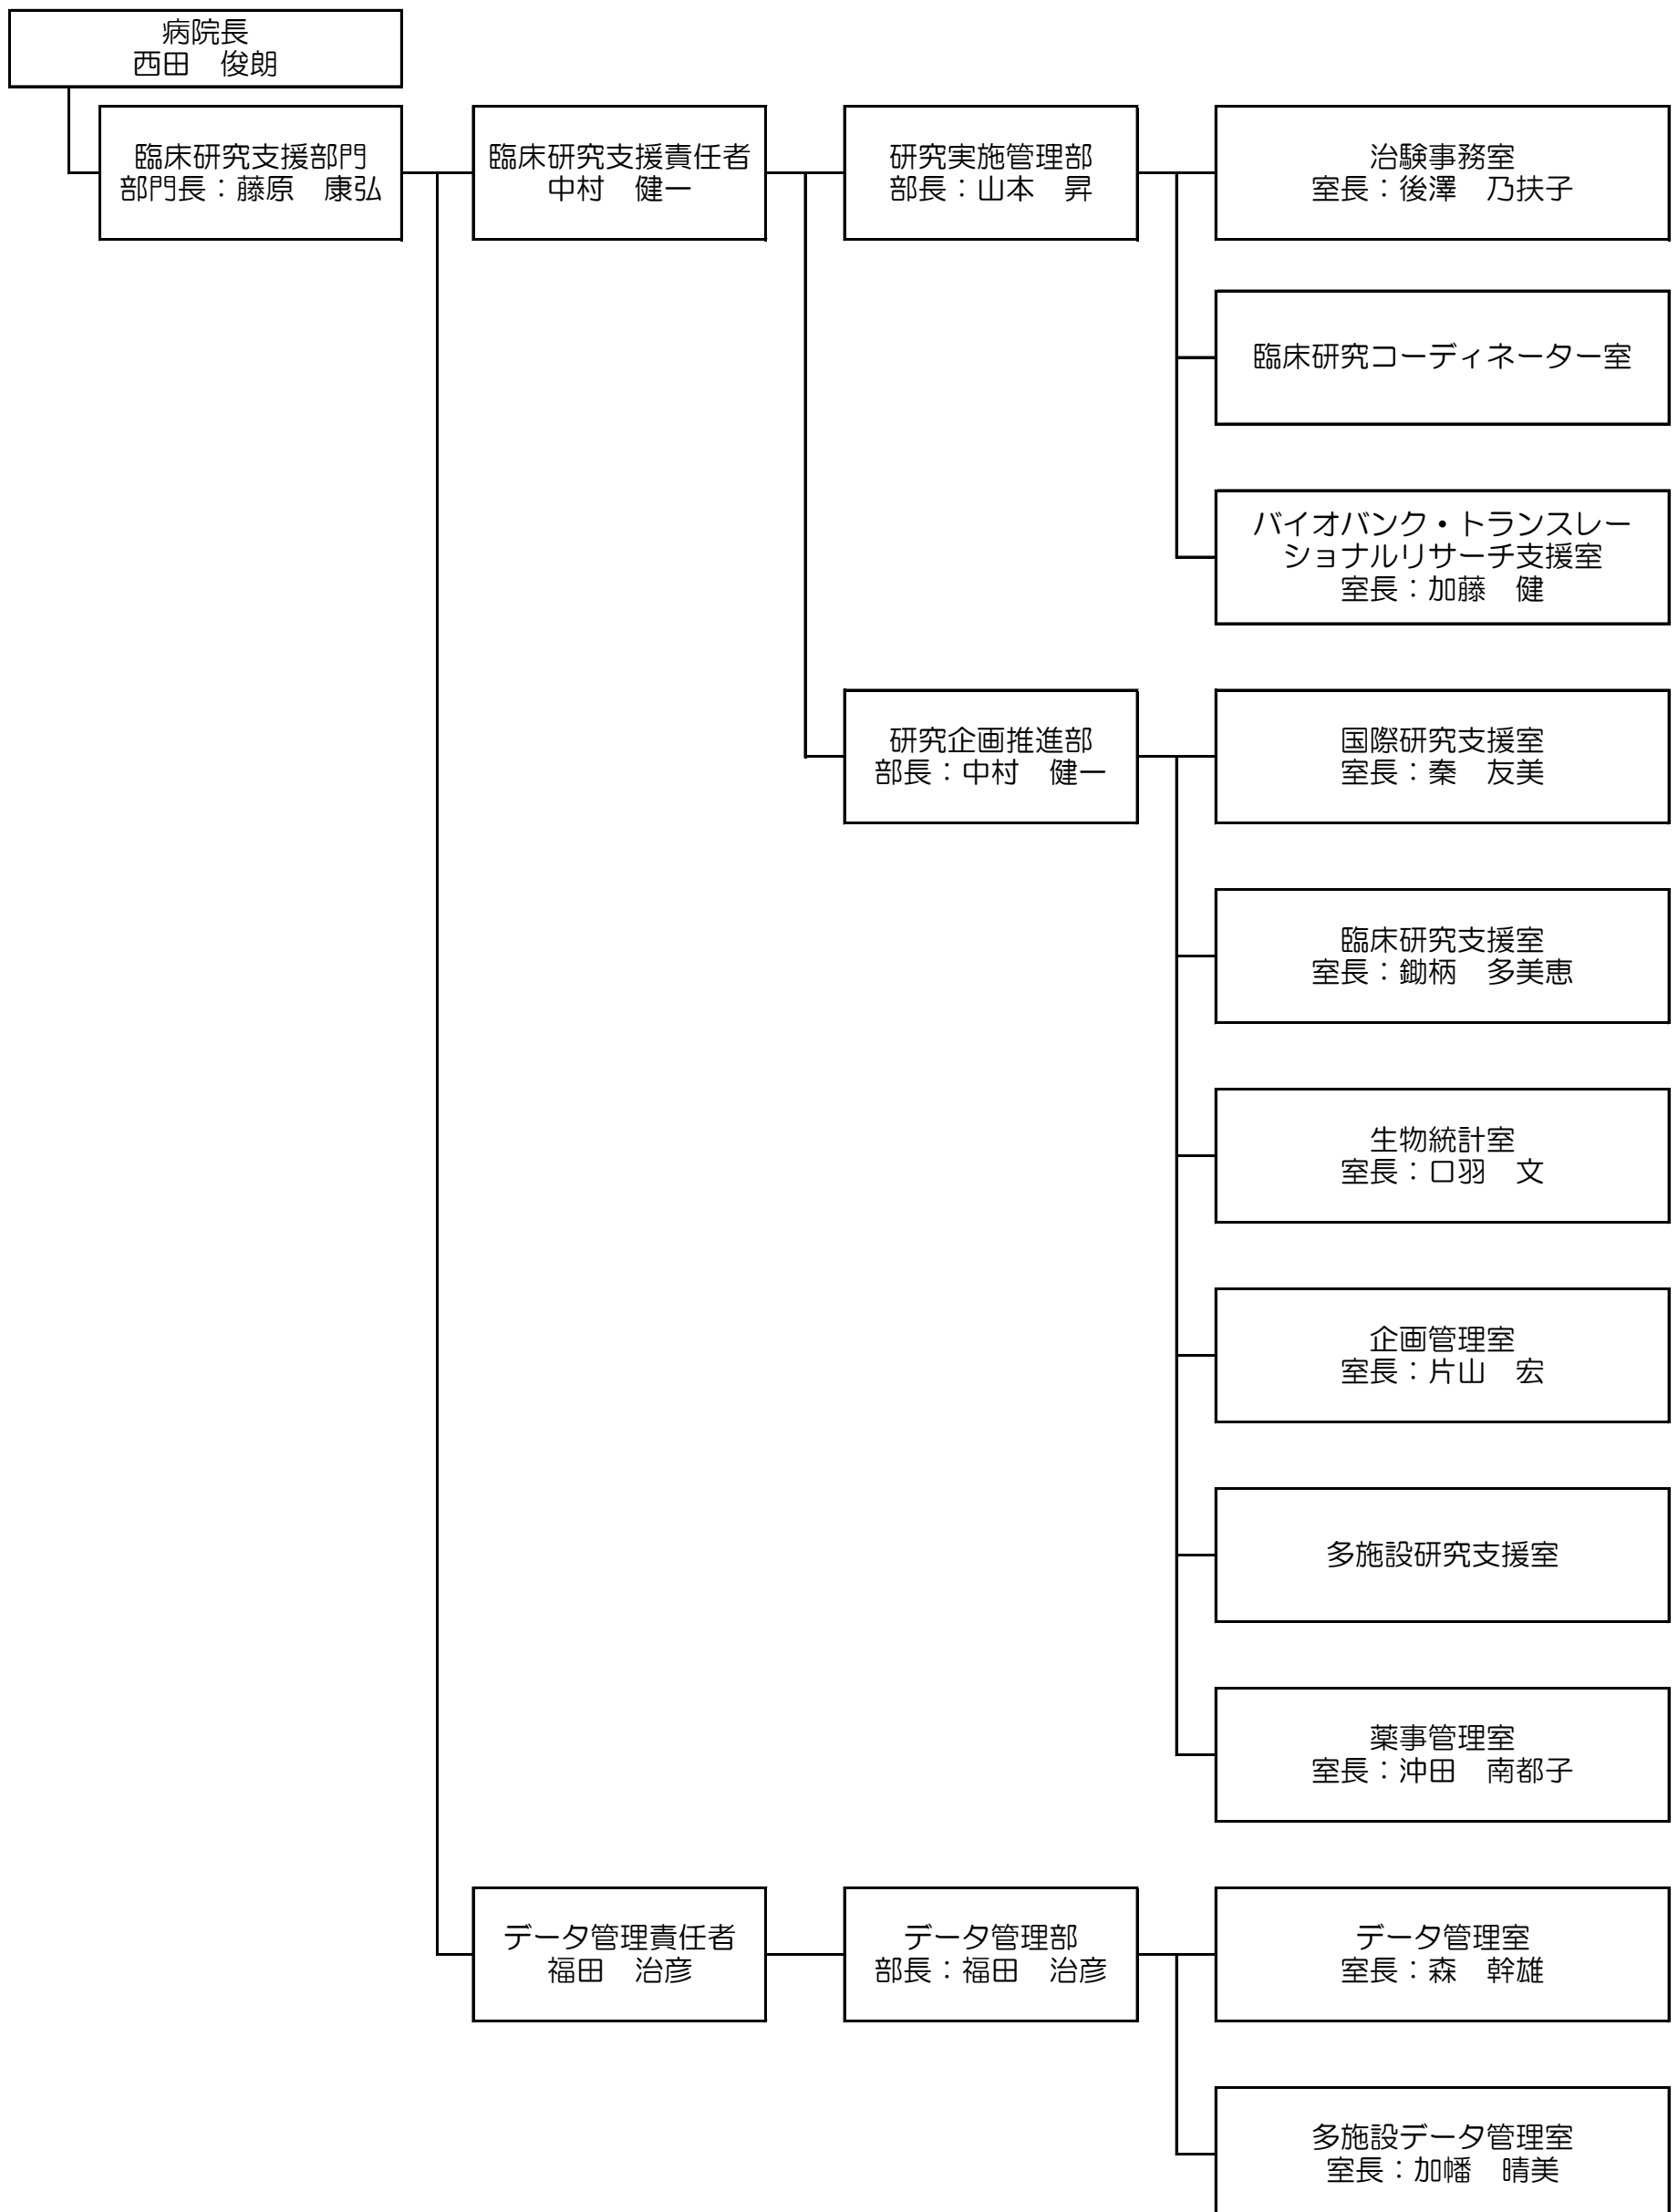 病院長
西田　俊朗
臨床研究支援部門
部門長：藤原　康弘
臨床研究支援責任者
中村　健一
研究実施管理部
部長：山本　昇
治験事務室
室長：後澤　乃扶子
臨床研究コーディネーター室
バイオバンク・トランスレー
ショナルリサーチ支援室
室長：加藤　健
研究企画推進部
部長：中村　健一
国際研究支援室
室長：秦　友美
臨床研究支援室
室長：鋤柄　多美恵
生物統計室
室長：口羽　文
企画管理室
室長：片山　宏
多施設研究支援室
薬事管理室
室長：沖田　南都子
データ管理責任者
福田　治彦
データ管理部
部長：福田　治彦
データ管理室
室長：森　幹雄
多施設データ管理室
室長：加幡　晴美